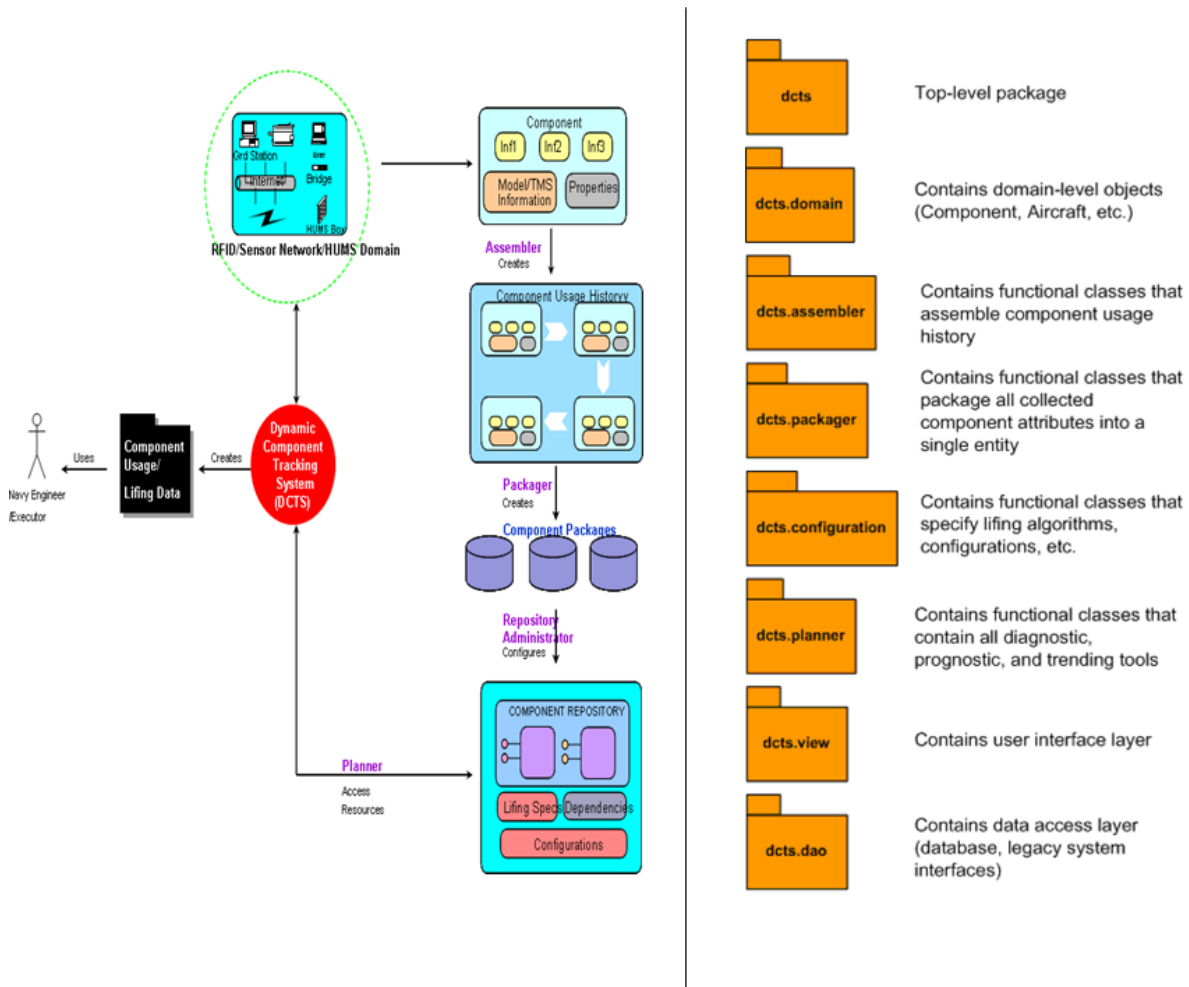 Component
Inf1
Inf2
Inf3
Model/TMS
Information
Properties
Grd Station
user
Internet
Bridge
HUMS Box
RFID/Sensor Network/HUMS Domain
Assembler
Creates
Component Usage History
Navy Engineer
/Executor
Uses
Component
Usage/
Lifing Data
Creates
Dynamic
Component
Tracking
System
(DCTS)
Packager
Creates
Component Packages
Repository
Administrator
Configures
COMPONENT REPOSITORY
Lifing Specs
Dependencies
Configurations
Planner
Access
Resources
dcts
Top-level package
dcts.domain
Contains domain-level objects
(Component, Aircraft, etc.)
dcts.assembler
Contains functional classes that
assemble component usage
history
dcts.packager
Contains functional classes that
package all collected
component attributes into a
single entity
dcts.configuration
Contains functional classes that
specify lifing algorithms,
configurations, etc.
dcts.planner
Contains functional classes that
contain all diagnostic,
prognostic, and trending tools
dcts.view
Contains user interface layer
dcts.dao
Contains data access layer
(database, legacy system
interfaces)